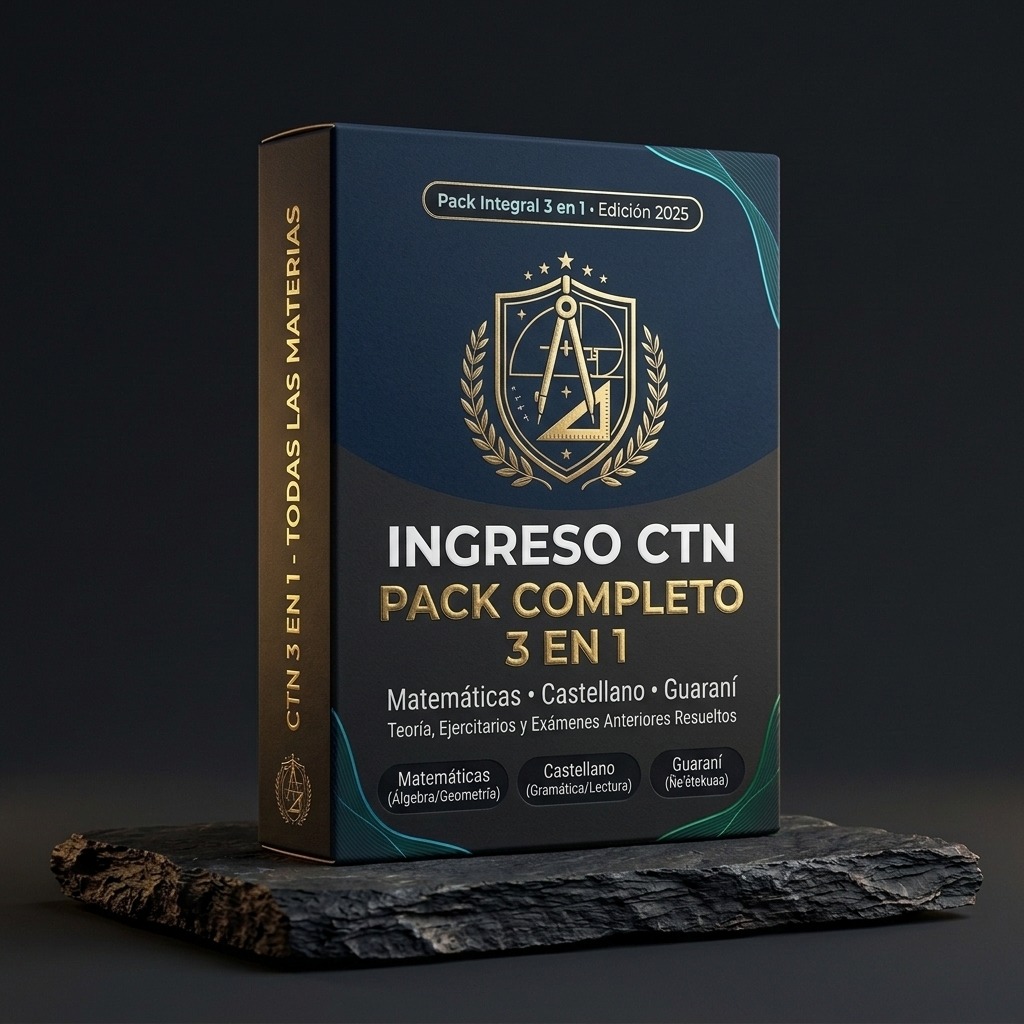 Pack Integral 3 en 1 • Edición 2025
CTN 3 EN 1 - TODAS LAS MATERIAS
INGRESO CTN
PACK COMPLETO
3 EN 1
Matemáticas • Castellano • Guaraní
Teoría, Ejercitarios y Exámenes Anteriores Resueltos
Matemáticas
(Álgebra/Geometría)
Castellano
(Gramática/Lectura)
Guaraní
(Ñe'ẽtekuaa)